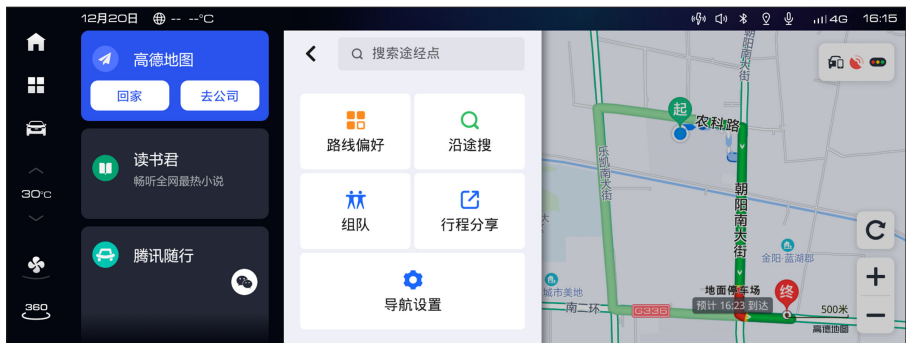 12月20日 -- --°C
4G 16:15
高德地图
回家 去公司
读书君
畅听全网最热小说
30°C
腾讯随行
360
搜索途经点
路线偏好 沿途搜
组队 行程分享
导航设置
朝阳南大街
起
农科路
乐凯南大街
朝阳南大街
金阳·蓝湖郡
大
城市美地
地面停车场
终
预计 16:23 到达
南二环
G335
500米
高德地图